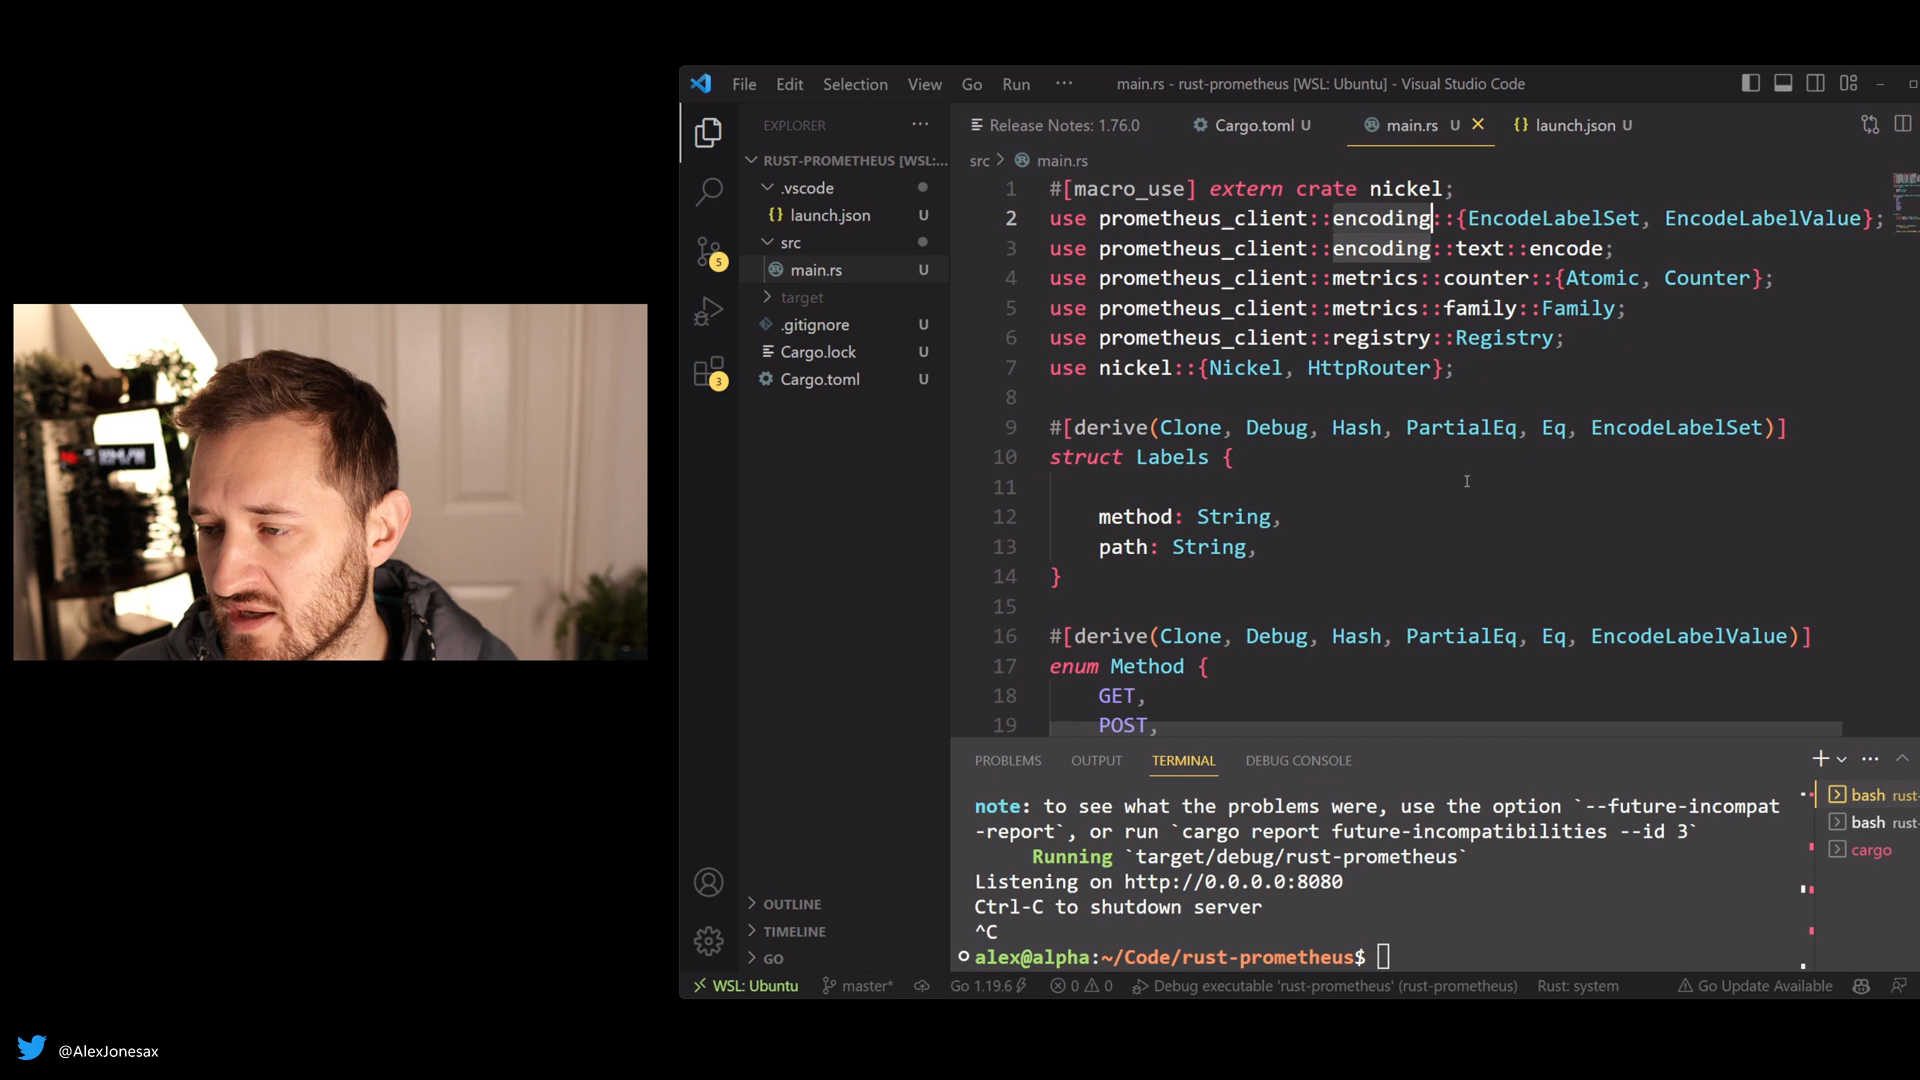 File Edit Selection View Go Run ··· main.rs - rust-prometheus [WSL: Ubuntu] - Visual Studio Code
EXPLORER ···
RUST-PROMETHEUS [WSL:...
.vscode
{} launch.json U
src
main.rs U
target
.gitignore U
Cargo.lock U
Cargo.toml U
OUTLINE
TIMELINE
GO
5
3
Release Notes: 1.76.0 Cargo.toml U main.rs U {} launch.json U
src > main.rs
1 #[macro_use] extern crate nickel;
2 use prometheus_client::encoding::{EncodeLabelSet, EncodeLabelValue};
3 use prometheus_client::encoding::text::encode;
4 use prometheus_client::metrics::counter::{Atomic, Counter};
5 use prometheus_client::metrics::family::Family;
6 use prometheus_client::registry::Registry;
7 use nickel::{Nickel, HttpRouter};
8
9 #[derive(Clone, Debug, Hash, PartialEq, Eq, EncodeLabelSet)]
10 struct Labels {
11
12 method: String,
13 path: String,
14 }
15
16 #[derive(Clone, Debug, Hash, PartialEq, Eq, EncodeLabelValue)]
17 enum Method {
18 GET,
19 POST,
PROBLEMS OUTPUT TERMINAL DEBUG CONSOLE
note: to see what the problems were, use the option `--future-incompat
-report`, or run `cargo report future-incompatibilities --id 3`
Running `target/debug/rust-prometheus`
Listening on http://0.0.0.0:8080
Ctrl-C to shutdown server
^C
alex@alpha:~/Code/rust-prometheus$
bash rust-
bash rust-
cargo
WSL: Ubuntu master* Go 1.19.6 0 0 Debug executable 'rust-prometheus' (rust-prometheus) Rust: system Go Update Available
@AlexJonesax